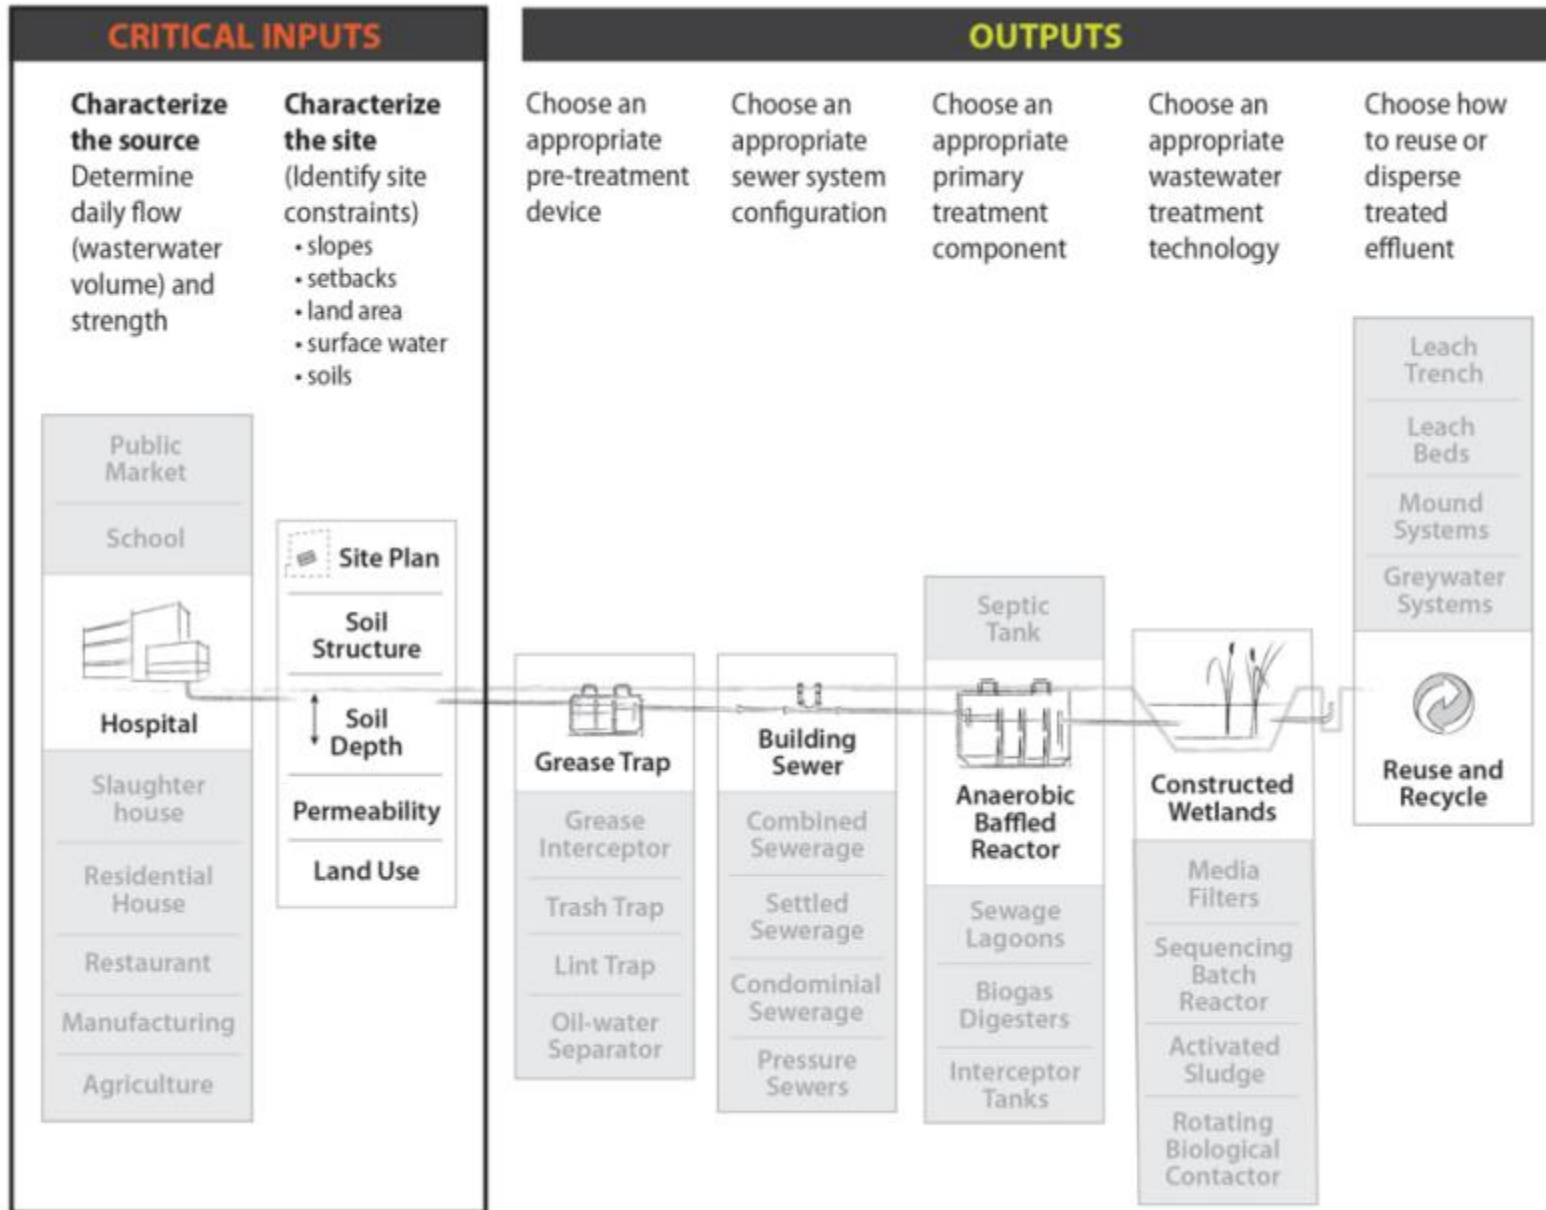 CRITICAL INPUTS
OUTPUTS
Characterize
the source
Determine
daily flow
(wasterwater
volume) and
strength
Characterize
the site
(Identify site
constraints)
• slopes
• setbacks
• land area
• surface water
• soils
Choose an
appropriate
pre-treatment
device
Choose an
appropriate
sewer system
configuration
Choose an
appropriate
primary
treatment
component
Choose an
appropriate
wastewater
treatment
technology
Choose how
to reuse or
disperse
treated
effluent
Public
Market
School
Hospital
Slaughter
house
Residential
House
Restaurant
Manufacturing
Agriculture
Site Plan
Soil
Structure
Soil
Depth
Permeability
Land Use
Grease Trap
Grease
Interceptor
Trash Trap
Lint Trap
Oil-water
Separator
Building
Sewer
Combined
Sewerage
Settled
Sewerage
Condominial
Sewerage
Pressure
Sewers
Septic
Tank
Anaerobic
Baffled
Reactor
Sewage
Lagoons
Biogas
Digesters
Interceptor
Tanks
Constructed
Wetlands
Media
Filters
Sequencing
Batch
Reactor
Activated
Sludge
Rotating
Biological
Contactor
Leach
Trench
Leach
Beds
Mound
Systems
Greywater
Systems
Reuse and
Recycle